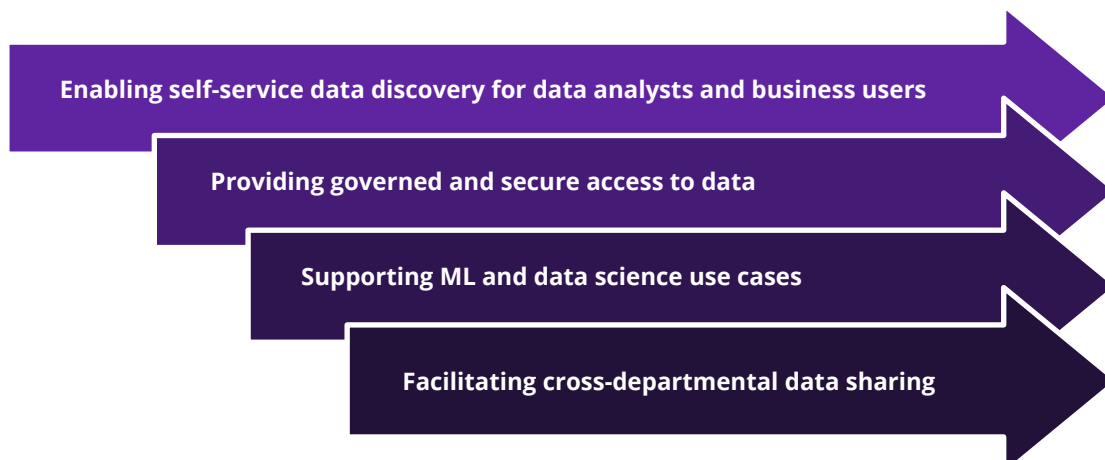 Enabling self-service data discovery for data analysts and business users
Providing governed and secure access to data
Supporting ML and data science use cases
Facilitating cross-departmental data sharing